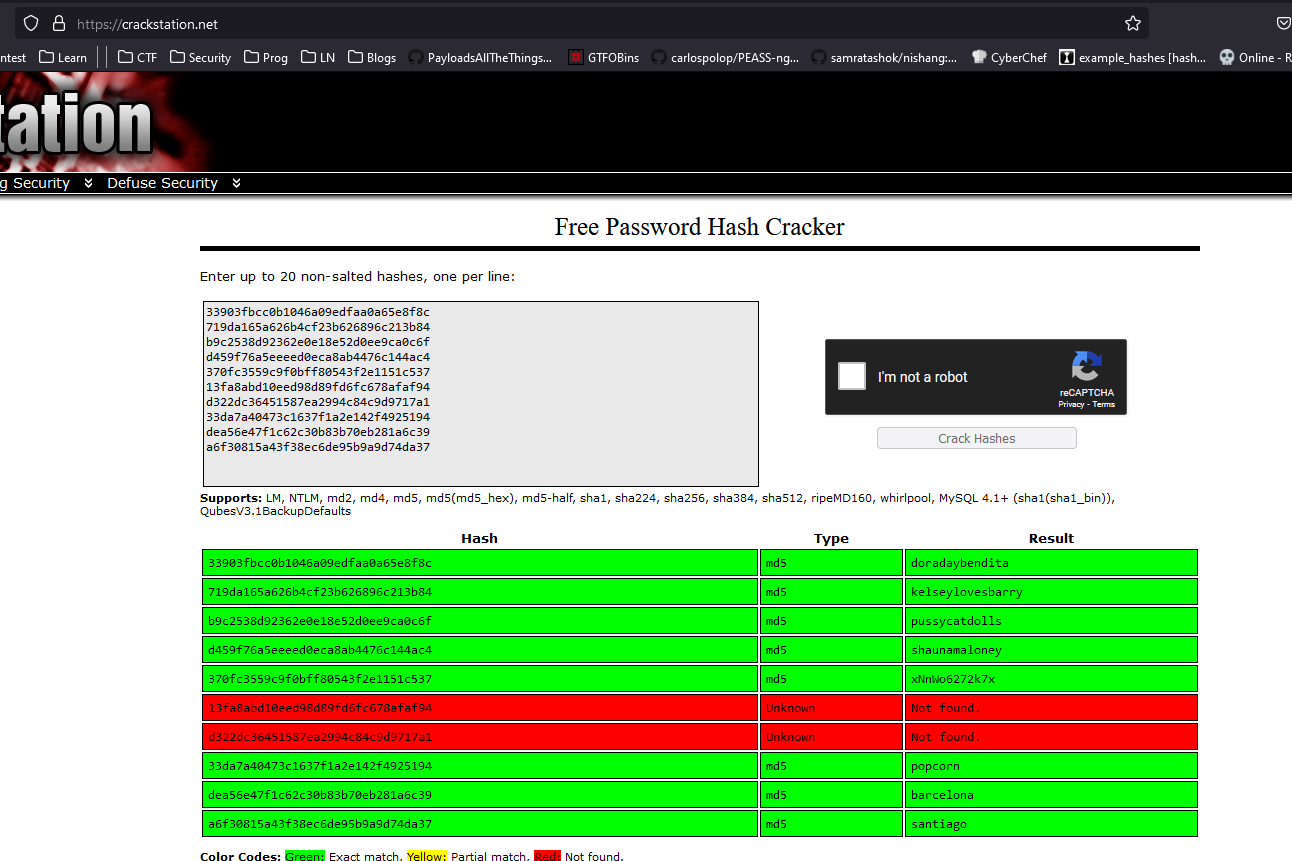 https://crackstation.net
ntest Learn CTF Security Prog LN Blogs PayloadsAllTheThings... GTFOBins carlospolop/PEASS-ng... samratashok/nishang:... CyberChef example_hashes [hash... Online - R
tation
g Security Defuse Security
Free Password Hash Cracker
Enter up to 20 non-salted hashes, one per line:
33903fbcc0b1046a09edfaa0a65e8f8c
719da165a626b4cf23b626896c213b84
b9c2538d92362e0e18e52d0ee9ca0c6f
d459f76a5eeeed0eca8ab4476c144ac4
370fc3559c9f0bff80543f2e1151c537
13fa8abd10eed98d89fd6fc678afaf94
d322dc36451587ea2994c84c9d9717a1
33da7a40473c1637f1a2e142f4925194
dea56e47f1c62c30b83b70eb281a6c39
a6f30815a43f38ec6de95b9a9d74da37
I'm not a robot
reCAPTCHA
Privacy - Terms
Crack Hashes
Supports: LM, NTLM, md2, md4, md5, md5(md5_hex), md5-half, sha1, sha224, sha256, sha384, sha512, ripeMD160, whirlpool, MySQL 4.1+ (sha1(sha1_bin)),
QubesV3.1BackupDefaults
Hash Type Result
33903fbcc0b1046a09edfaa0a65e8f8c md5 doradaybendita
719da165a626b4cf23b626896c213b84 md5 kelseylovesbarry
b9c2538d92362e0e18e52d0ee9ca0c6f md5 pussycatdolls
d459f76a5eeeed0eca8ab4476c144ac4 md5 shaunamaloney
370fc3559c9f0bff80543f2e1151c537 md5 xNnWo6272k7x
13fa8abd10eed98d89fd6fc678afaf94 Unknown Not found.
d322dc36451587ea2994c84c9d9717a1 Unknown Not found.
33da7a40473c1637f1a2e142f4925194 md5 popcorn
dea56e47f1c62c30b83b70eb281a6c39 md5 barcelona
a6f30815a43f38ec6de95b9a9d74da37 md5 santiago
Color Codes: Green: Exact match, Yellow: Partial match, Red: Not found.